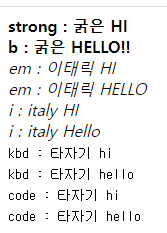 strong : 굵은 HI
b : 굵은 HELLO!!
em : 이태릭 HI
em : 이태릭 HELLO
i : italy HI
i : italy Hello
kbd : 타자기 hi
kbd : 타자기 hello
code : 타자기 hi
code : 타자기 hello